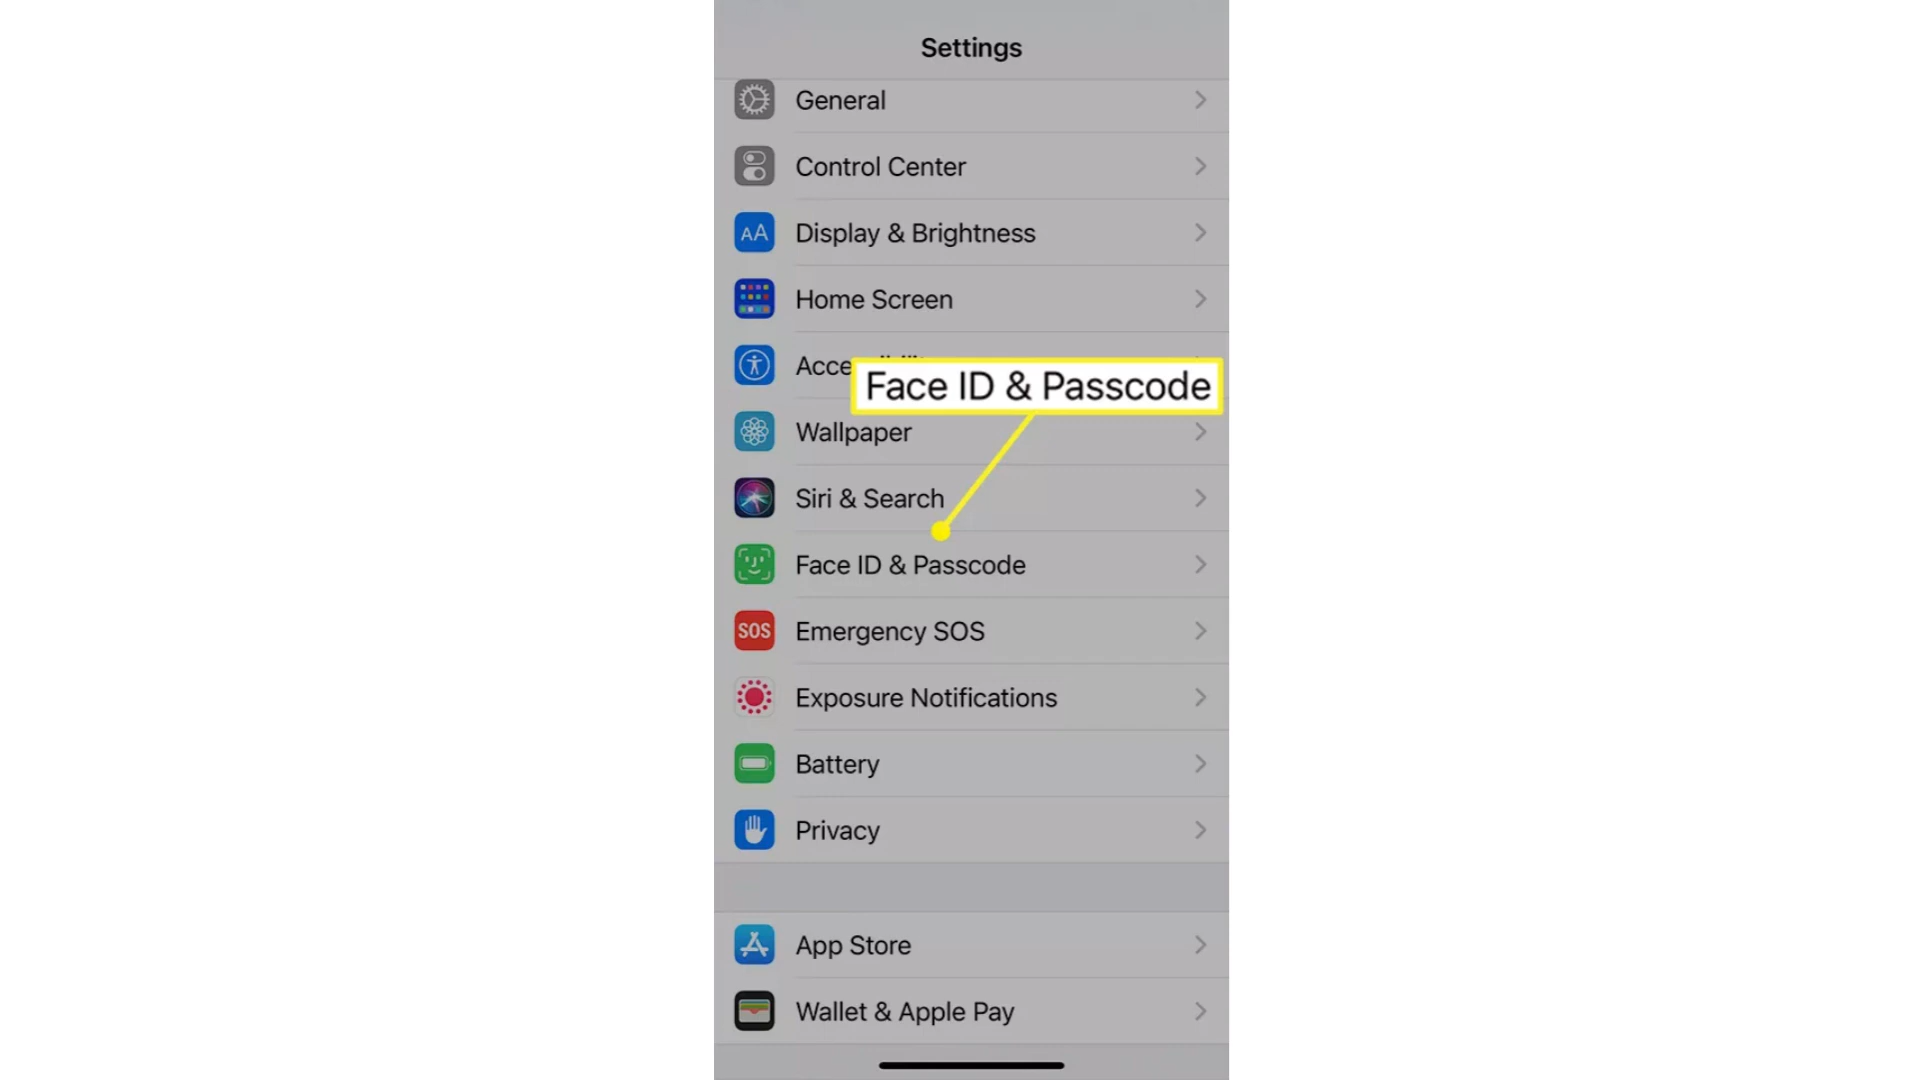 Settings
General
Control Center
AA Display & Brightness
Home Screen
Acce
Face ID & Passcode
Wallpaper
Siri & Search
Face ID & Passcode
SOS Emergency SOS
Exposure Notifications
Battery
Privacy
App Store
Wallet & Apple Pay